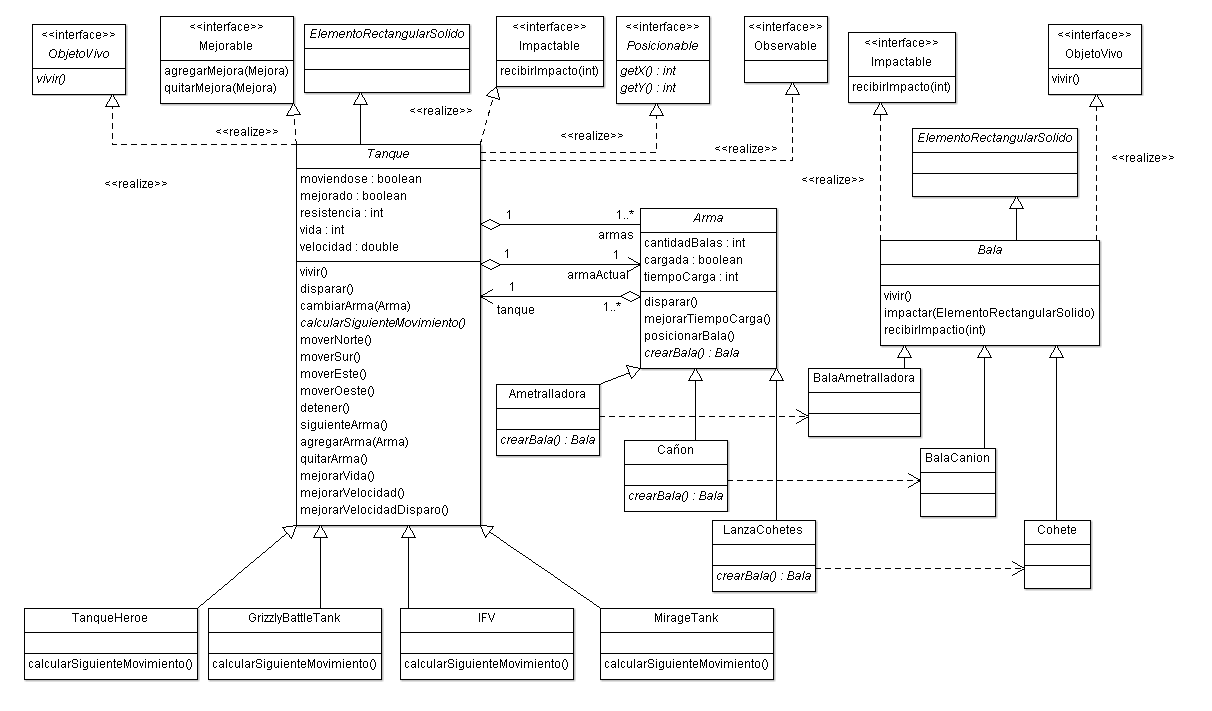 <<interface>>
ObjetoVivo
vivir()
<<interface>>
Mejorable
agregarMejora(Mejora)
quitarMejora(Mejora)
ElementoRectangularSolido
<<interface>>
Impactable
recibirImpacto(int)
<<interface>>
Posicionable
getX() : int
getY() : int
<<interface>>
Observable
<<interface>>
Impactable
recibirImpacto(int)
<<interface>>
ObjetoVivo
vivir()
<<realize>>
<<realize>>
<<realize>>
<<realize>>
<<realize>>
ElementoRectangularSolido
<<realize>>
<<realize>>
Tanque
moviendose : boolean
mejorado : boolean
resistencia : int
vida : int
velocidad : double
vivir()
disparar()
cambiarArma(Arma)
calcularSiguienteMovimiento()
moverNorte()
moverSur()
moverEste()
moverOeste()
detener()
siguienteArma()
agregarArma(Arma)
quitarArma()
mejorarVida()
mejorarVelocidad()
mejorarVelocidadDisparo()
1
1..*
armas
1
1
armaActual
1
1..*
tanque
Arma
cantidadBalas : int
cargada : boolean
tiempoCarga : int
disparar()
mejorarTiempoCarga()
posicionarBala()
crearBala() : Bala
Bala
vivir()
impactar(ElementoRectangularSolido)
recibirImpactio(int)
Ametralladora
crearBala() : Bala
BalaAmetralladora
Cañon
crearBala() : Bala
BalaCanion
LanzaCohetes
crearBala() : Bala
Cohete
TanqueHeroe
calcularSiguienteMovimiento()
GrizzlyBattleTank
calcularSiguienteMovimiento()
IFV
calcularSiguienteMovimiento()
MirageTank
calcularSiguienteMovimiento()